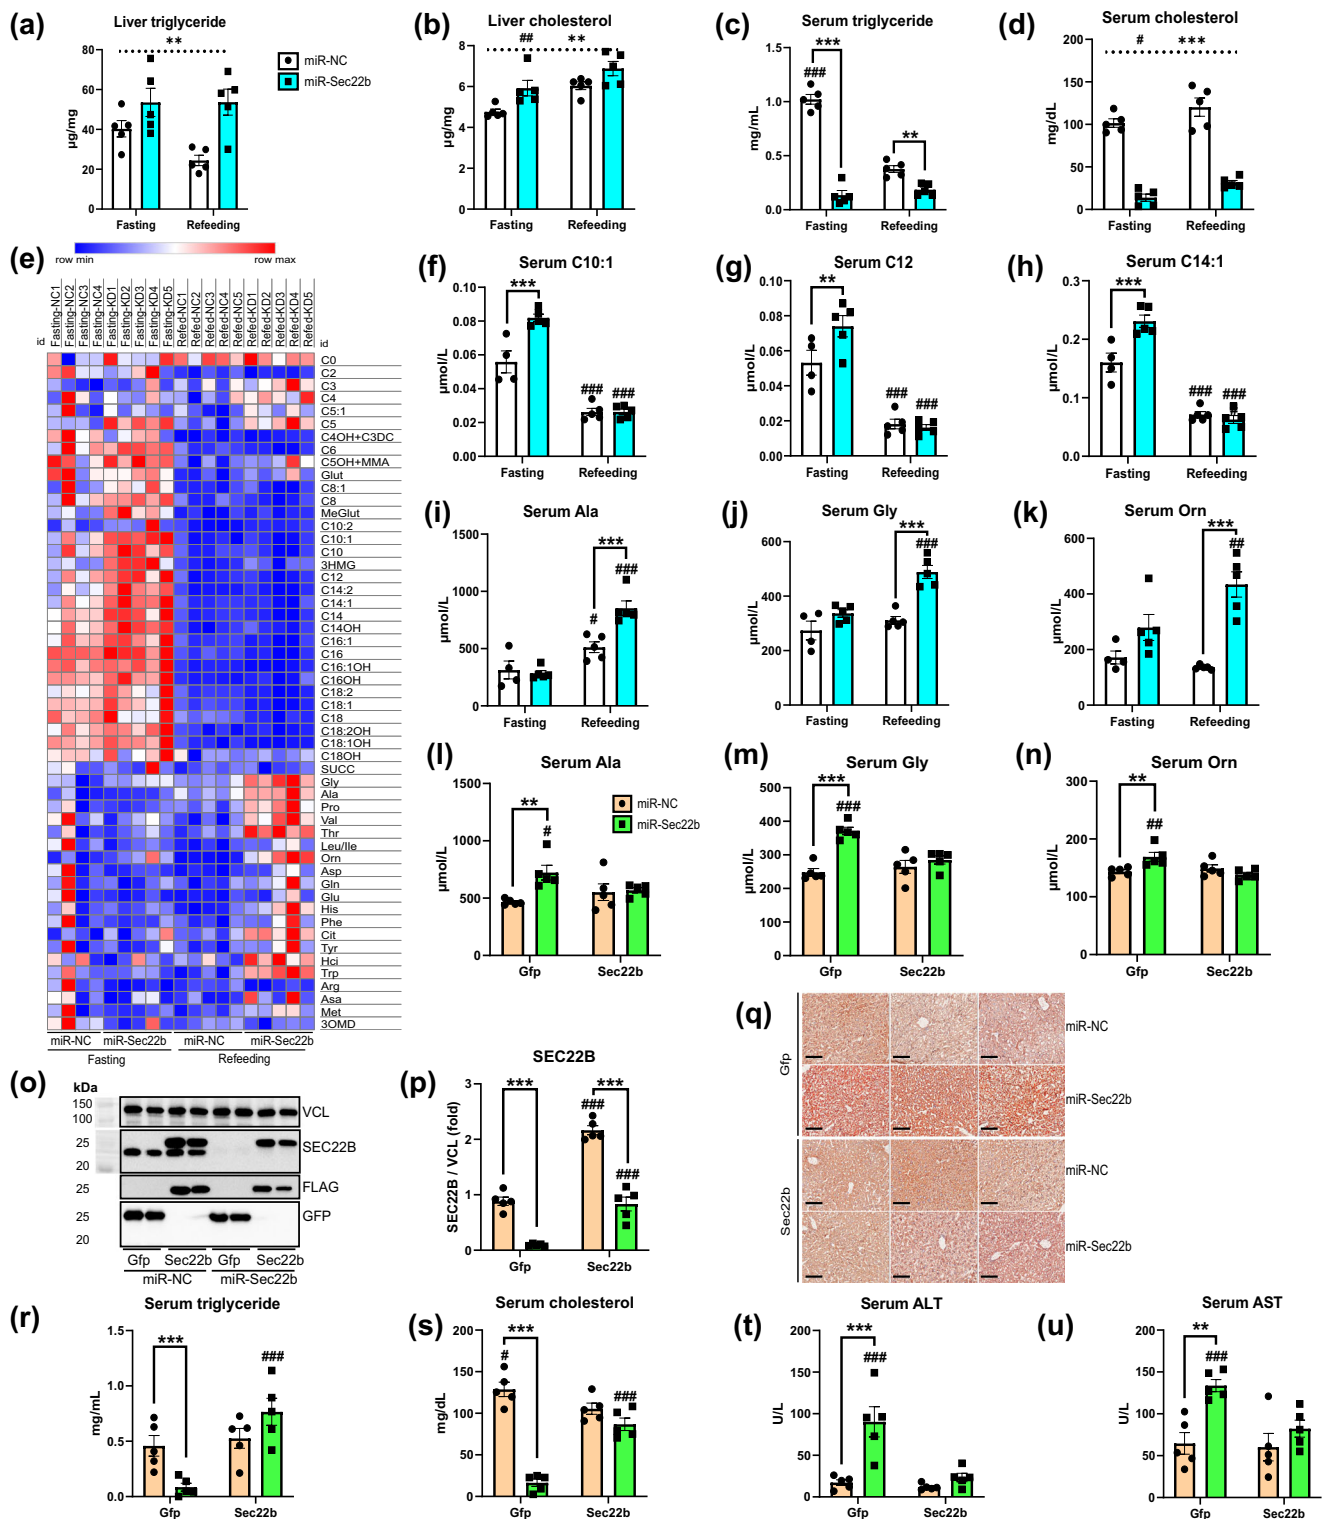 (a)
Liver triglyceride
**
miR-NC
miR-Sec22b
µg/mg
80
60
40
20
0
Fasting
Refeeding
(b)
Liver cholesterol
##
**
µg/mg
8
6
4
2
0
Fasting
Refeeding
(c)
Serum triglyceride
***
###
**
mg/mL
1.5
1.0
0.5
0.0
Fasting
Refeeding
(d)
Serum cholesterol
#
***
mg/dL
200
150
100
50
0
Fasting
Refeeding
(e)
row min
row max
id
Fasting-NC1
Fasting-NC2
Fasting-NC3
Fasting-NC4
Fasting-KD1
Fasting-KD2
Fasting-KD3
Fasting-KD4
Fasting-KD5
Refed-NC1
Refed-NC2
Refed-NC3
Refed-NC4
Refed-NC5
Refed-KD1
Refed-KD2
Refed-KD3
Refed-KD4
Refed-KD5
id
C0
C2
C3
C4
C5:1
C5
C4OH+C3DC
C6
C5OH+MMA
Glut
C8:1
C8
MeGlut
C10:2
C10:1
C10
3HMG
C12
C14:2
C14:1
C14
C14OH
C16:1
C16
C16:1OH
C16OH
C18:2
C18:1
C18
C18:2OH
C18:1OH
C18OH
SUCC
Gly
Ala
Pro
Val
Thr
Leu/Ile
Orn
Asp
Gln
Glu
His
Phe
Cit
Tyr
Hci
Trp
Arg
Asa
Met
3OMD
miR-NC
miR-Sec22b
miR-NC
miR-Sec22b
Fasting
Refeeding
(f)
Serum C10:1
***
###
###
µmol/L
0.10
0.08
0.06
0.04
0.02
0.00
Fasting
Refeeding
(g)
Serum C12
**
###
###
µmol/L
0.10
0.08
0.06
0.04
0.02
0.00
Fasting
Refeeding
(h)
Serum C14:1
***
###
###
µmol/L
0.3
0.2
0.1
0.0
Fasting
Refeeding
(i)
Serum Ala
***
###
#
µmol/L
1500
1000
500
0
Fasting
Refeeding
(j)
Serum Gly
***
###
µmol/L
600
400
200
0
Fasting
Refeeding
(k)
Serum Orn
***
##
µmol/L
600
400
200
0
Fasting
Refeeding
(l)
Serum Ala
miR-NC
miR-Sec22b
**
#
µmol/L
1500
1000
500
0
Gfp
Sec22b
(m)
Serum Gly
***
###
µmol/L
500
400
300
200
100
0
Gfp
Sec22b
(n)
Serum Orn
**
##
µmol/L
300
200
100
0
Gfp
Sec22b
(o)
kDa
150
100
VCL
25
20
SEC22B
25
FLAG
25
20
GFP
Gfp
Sec22b
Gfp
Sec22b
miR-NC
miR-Sec22b
(p)
SEC22B
***
***
###
###
SEC22B / VCL (fold)
3
2
1
0
Gfp
Sec22b
(q)
Gfp
Sec22b
miR-NC
miR-Sec22b
miR-NC
miR-Sec22b
(r)
Serum triglyceride
***
###
mg/mL
1.5
1.0
0.5
0.0
Gfp
Sec22b
(s)
Serum cholesterol
***
#
###
mg/dL
200
150
100
50
0
Gfp
Sec22b
(t)
Serum ALT
***
###
U/L
200
150
100
50
0
Gfp
Sec22b
(u)
Serum AST
**
###
U/L
200
150
100
50
0
Gfp
Sec22b